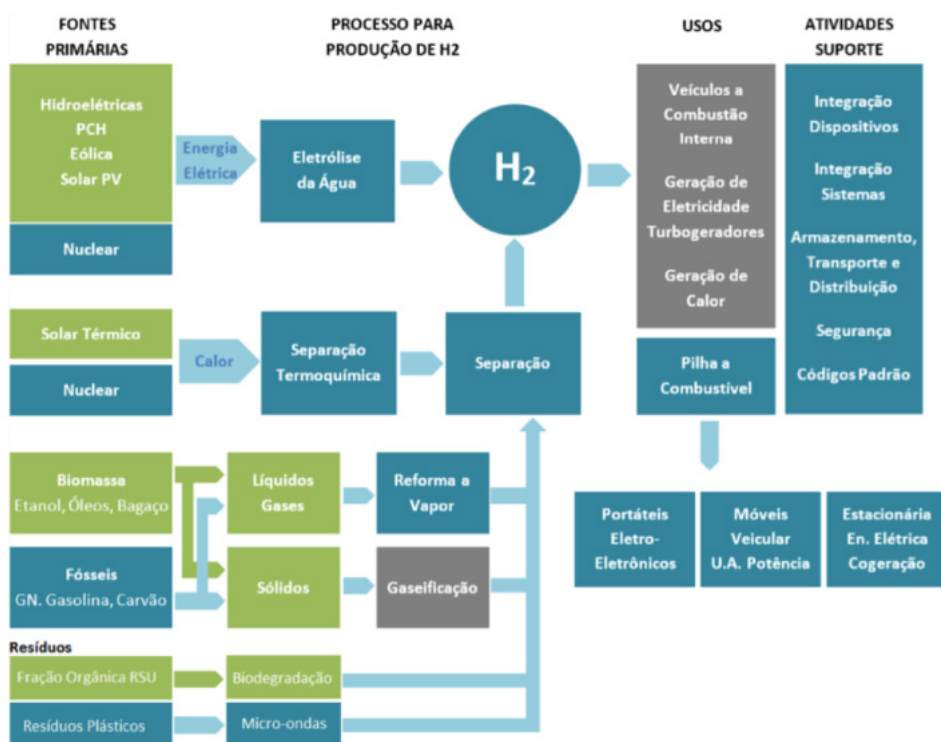 FONTES
PRIMÁRIAS
PROCESSO PARA
PRODUÇÃO DE H2
USOS
ATIVIDADES
SUPORTE
Hidroelétricas
PCH
Eólica
Solar PV
Nuclear
Energia
Elétrica
Eletrólise
da Água
H2
Veículos a
Combustão
Interna
Geração de
Eletricidade
Turbogeradores
Geração de
Calor
Pilha a
Combustível
Integração
Dispositivos
Integração
Sistemas
Armazenamento,
Transporte e
Distribuição
Segurança
Códigos Padrão
Solar Térmico
Nuclear
Calor
Separação
Termoquímica
Separação
Biomassa
Etanol, Óleos, Bagaço
Líquidos
Gases
Reforma a
Vapor
Fósseis
GN. Gasolina, Carvão
Sólidos
Gaseificação
Portáteis
Eletro-
Eletrônicos
Móveis
Veicular
U.A. Potência
Estacionária
En. Elétrica
Cogeração
Resíduos
Fração Orgânica RSU
Biodegradação
Resíduos Plásticos
Micro-ondas